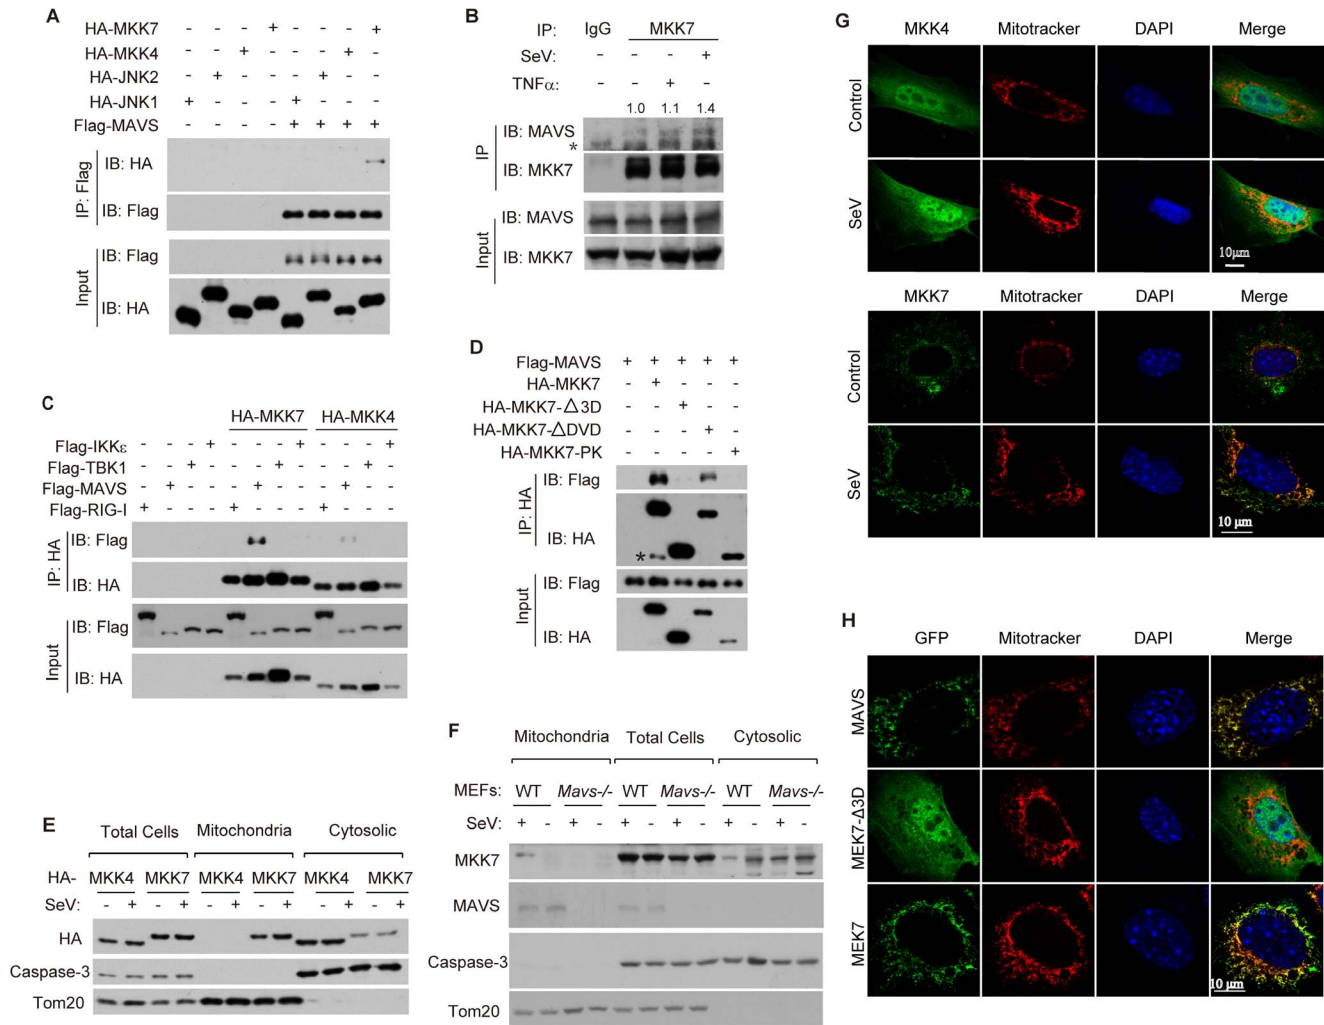 A
HA-MKK7 - - - + - - - +
HA-MKK4 - - + - - - + -
HA-JNK2 - + - - - + - -
HA-JNK1 + - - - + - - -
Flag-MAVS - - - - + + + +
IP: Flag
IB: HA
IB: Flag
Input
IB: Flag
IB: HA
B
IP: IgG MKK7
SeV: - - - +
TNFα: - - + -
1.0 1.1 1.4
IP
IB: MAVS
*
IB: MKK7
Input
IB: MAVS
IB: MKK7
C
HA-MKK7 HA-MKK4
Flag-IKKε - - - + - - - + - - - +
Flag-TBK1 - - + - - - + - - - + -
Flag-MAVS - + - - - + - - - + - -
Flag-RIG-I + - - - + - - - + - - -
IP: HA
IB: Flag
IB: HA
Input
IB: Flag
IB: HA
D
Flag-MAVS + + + + +
HA-MKK7 - + - - -
HA-MKK7-△3D - - + - -
HA-MKK7-△DVD - - - + -
HA-MKK7-PK - - - - +
IP: HA
IB: Flag
IB: HA
*
Input
IB: Flag
IB: HA
E
Total Cells Mitochondria Cytosolic
HA- MKK4 MKK7 MKK4 MKK7 MKK4 MKK7
SeV: - + - + - + - + - + - +
HA
Caspase-3
Tom20
F
Mitochondria Total Cells Cytosolic
MEFs: WT Mavs-/- WT Mavs-/- WT Mavs-/-
SeV: + - + - + - + - + - + -
MKK7
MAVS
Caspase-3
Tom20
G
MKK4 Mitotracker DAPI Merge
Control
SeV
10μm
MKK7 Mitotracker DAPI Merge
Control
SeV
10 μm
H
GFP Mitotracker DAPI Merge
MAVS
MEK7-Δ3D
MEK7
10 μm